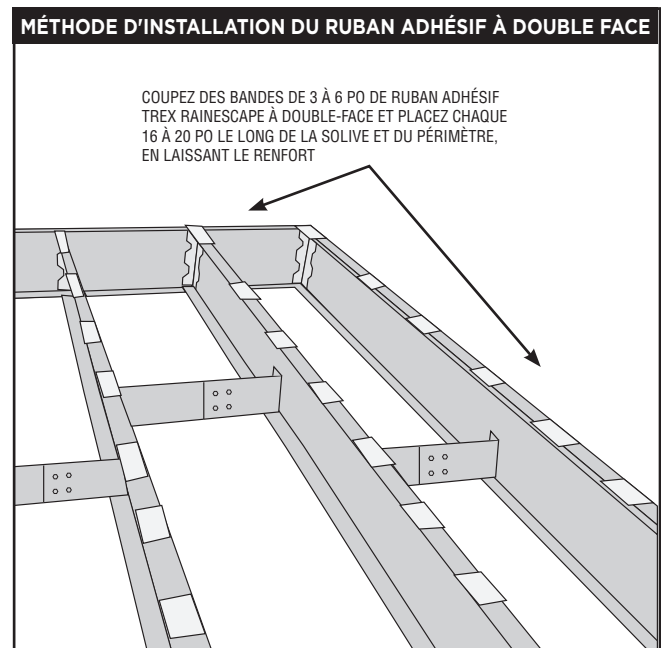 MÉTHODE D'INSTALLATION DU RUBAN ADHÉSIF À DOUBLE FACE
COUPEZ DES BANDES DE 3 À 6 PO DE RUBAN ADHÉSIF
TREX RAINESCAPE À DOUBLE-FACE ET PLACEZ CHAQUE
16 À 20 PO LE LONG DE LA SOLIVE ET DU PÉRIMÈTRE,
EN LAISSANT LE RENFORT